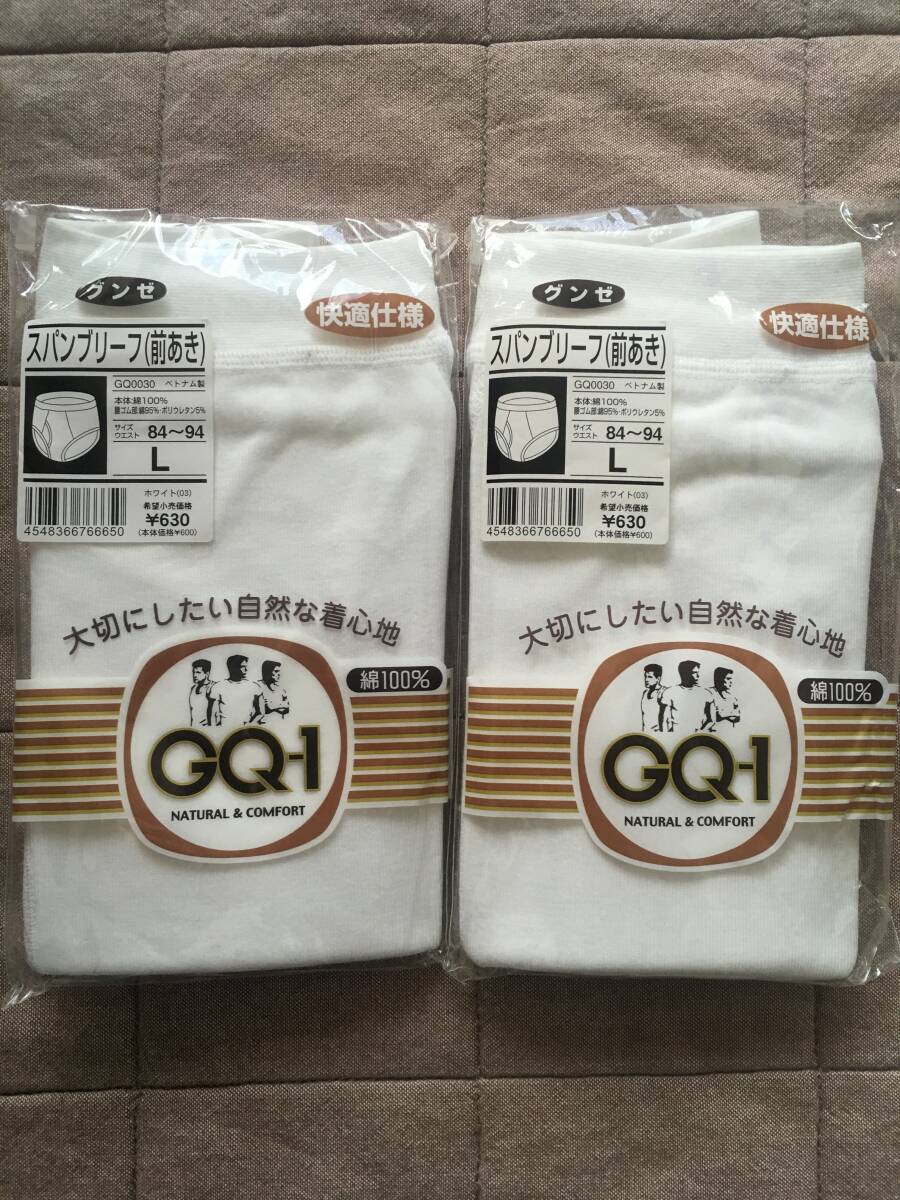 グンゼ
快適仕様
スパンブリーフ(前あき)
GQ0030 ベトナム製
本体:綿100%
腰ゴム部:綿95%・ポリウレタン5%
サイズ
ウエスト 84～94
L
ホワイト(03)
希望小売価格
¥630
(本体価格¥600)
4548366766650
大切にしたい自然な着心地
綿100%
GQ-1
NATURAL & COMFORT
グンゼ
快適仕様
スパンブリーフ(前あき)
GQ0030 ベトナム製
本体:綿100%
腰ゴム部:綿95%・ポリウレタン5%
サイズ
ウエスト 84～94
L
ホワイト(03)
希望小売価格
¥630
(本体価格¥600)
4548366766650
大切にしたい自然な着心地
綿100%
GQ-1
NATURAL & COMFORT